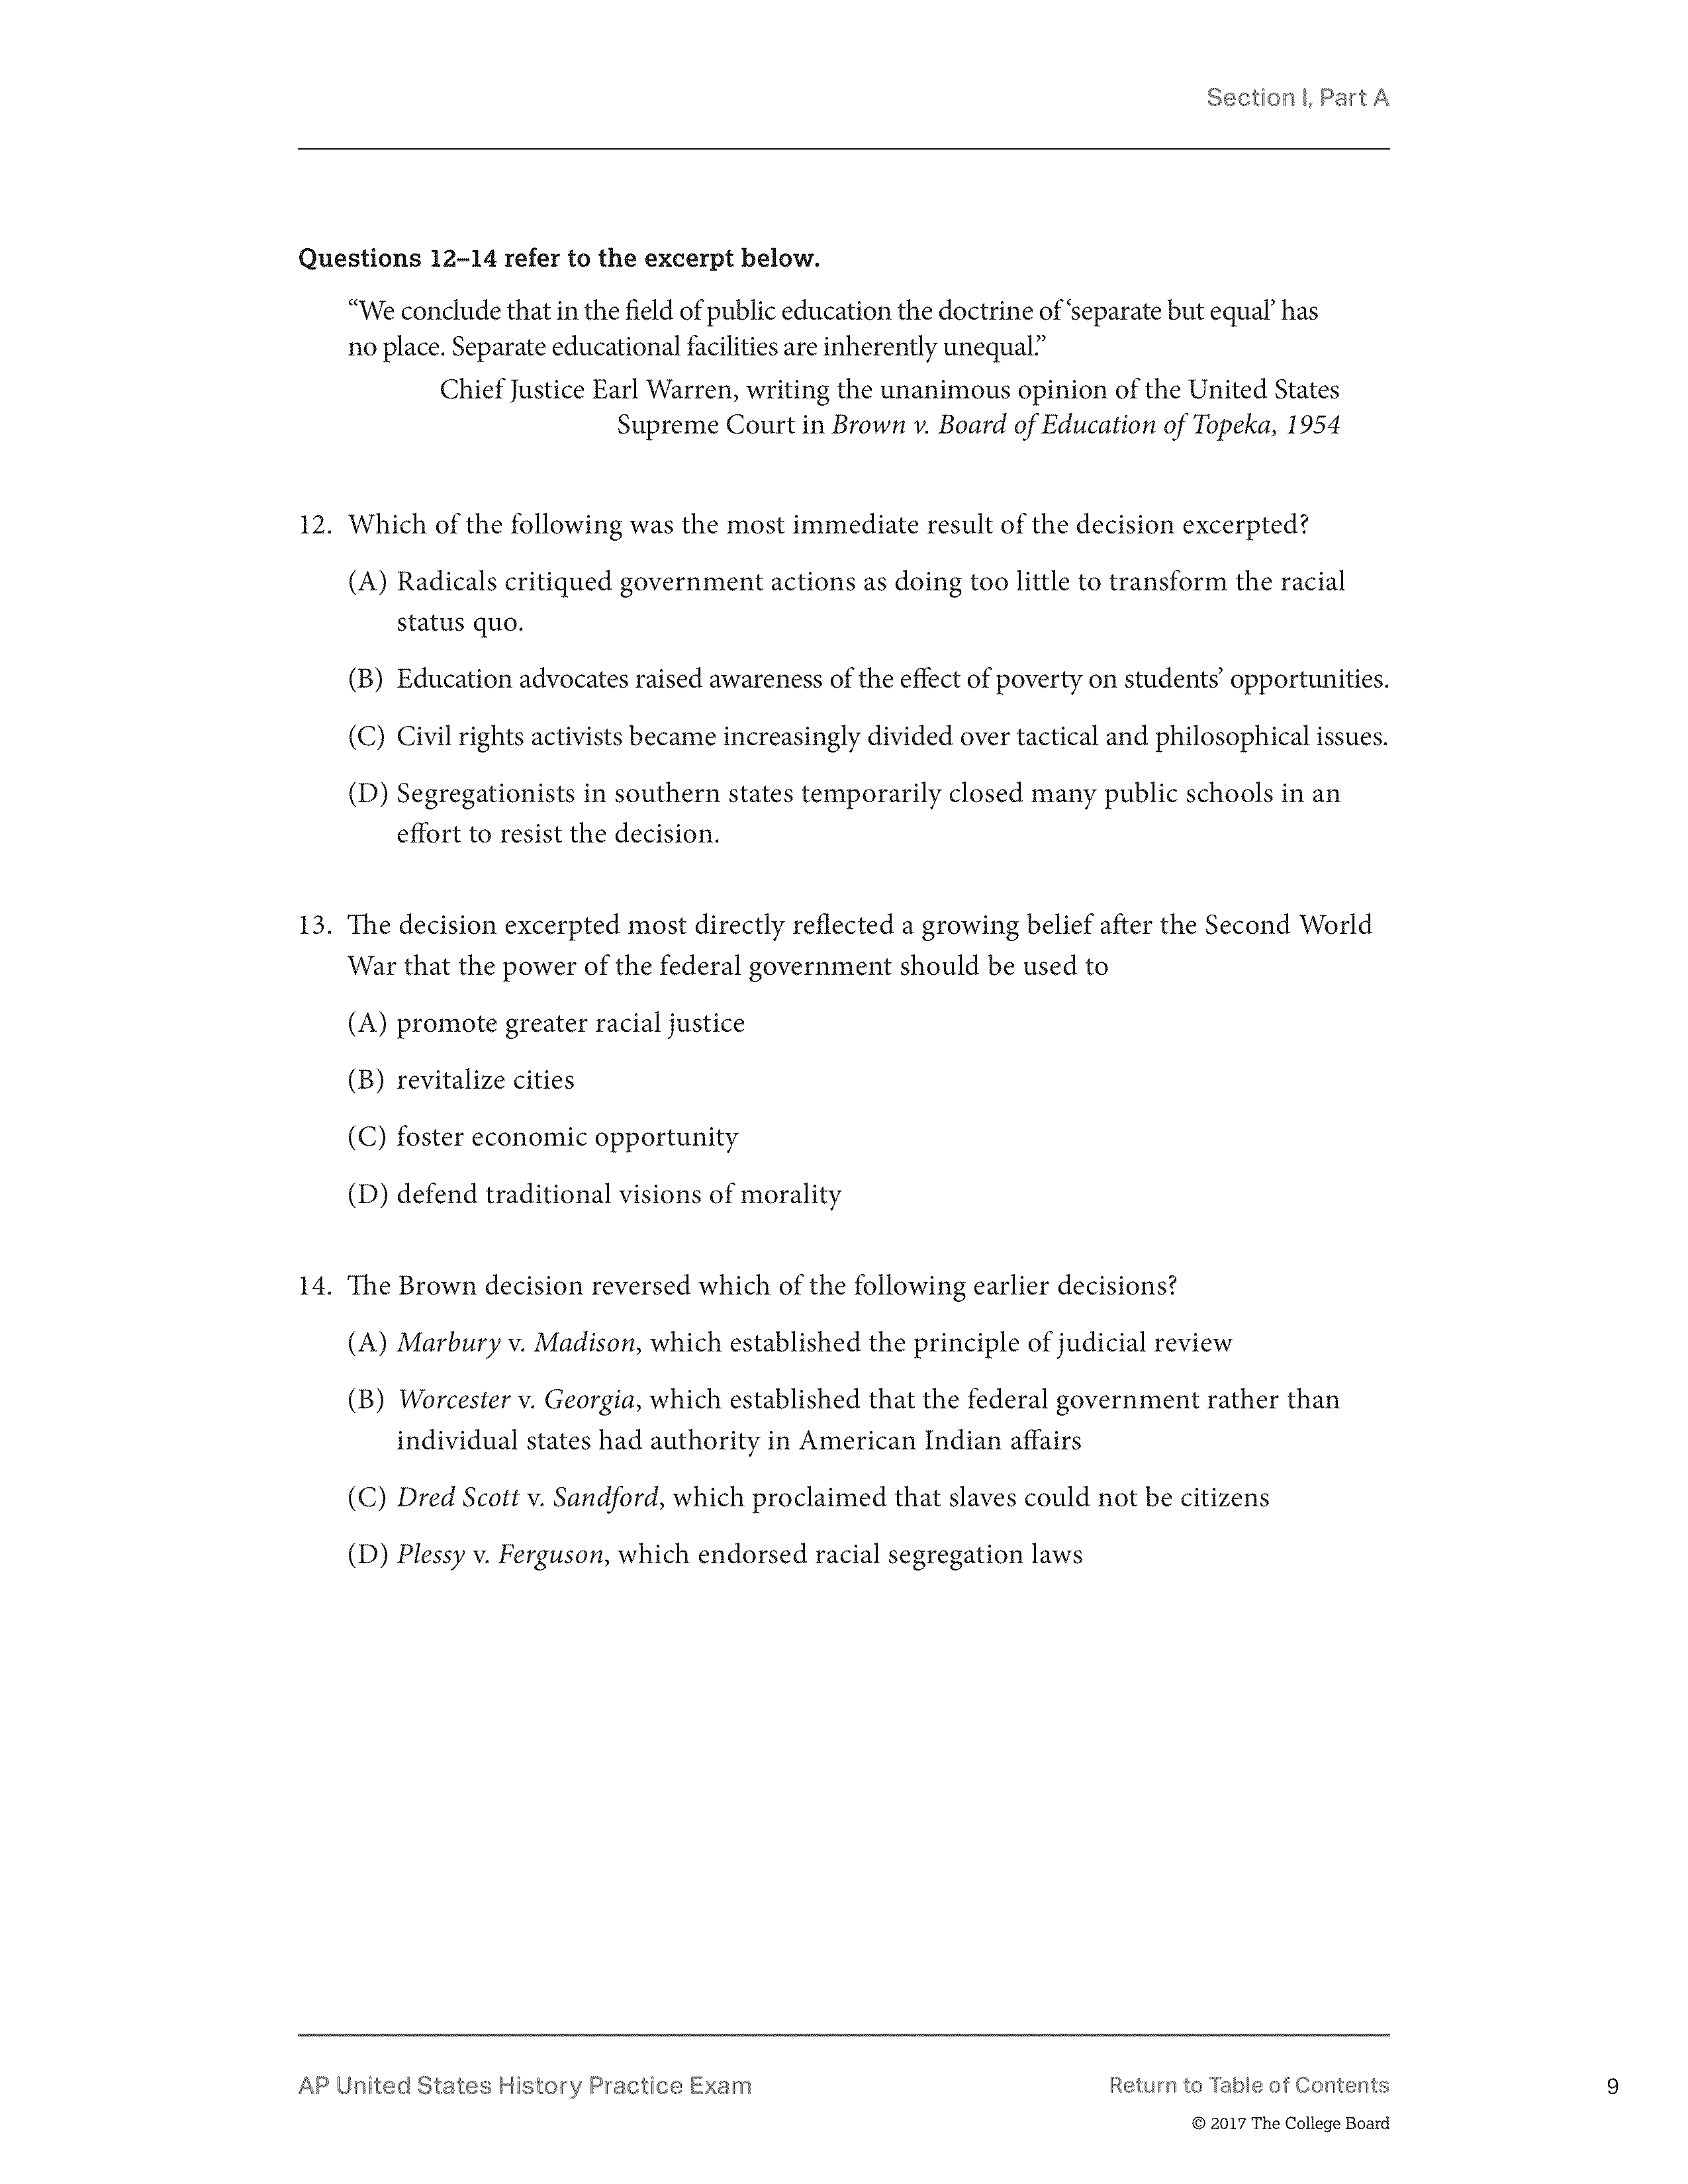 Section I, Part A
Questions 12–14 refer to the excerpt below.
“We conclude that in the field of public education the doctrine of ‘separate but equal’ has
no place. Separate educational facilities are inherently unequal.”
Chief Justice Earl Warren, writing the unanimous opinion of the United States
Supreme Court in Brown v. Board of Education of Topeka, 1954
12. Which of the following was the most immediate result of the decision excerpted?
(A) Radicals critiqued government actions as doing too little to transform the racial
status quo.
(B) Education advocates raised awareness of the effect of poverty on students’ opportunities.
(C) Civil rights activists became increasingly divided over tactical and philosophical issues.
(D) Segregationists in southern states temporarily closed many public schools in an
effort to resist the decision.
13. The decision excerpted most directly reflected a growing belief after the Second World
War that the power of the federal government should be used to
(A) promote greater racial justice
(B) revitalize cities
(C) foster economic opportunity
(D) defend traditional visions of morality
14. The Brown decision reversed which of the following earlier decisions?
(A) Marbury v. Madison, which established the principle of judicial review
(B) Worcester v. Georgia, which established that the federal government rather than
individual states had authority in American Indian affairs
(C) Dred Scott v. Sandford, which proclaimed that slaves could not be citizens
(D) Plessy v. Ferguson, which endorsed racial segregation laws
AP United States History Practice Exam
Return to Table of Contents
9
© 2017 The College Board